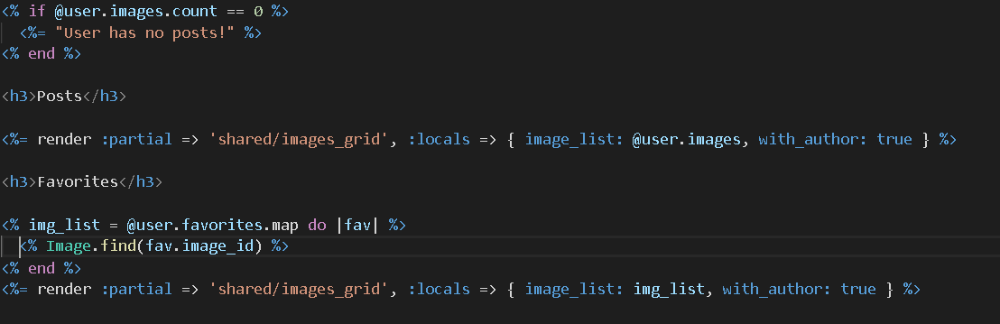 <% if @user.images.count == 0 %>
  <%= "User has no posts!" %>
<% end %>

<h3>Posts</h3>

<%= render :partial => 'shared/images_grid', :locals => { image_list: @user.images, with_author: true } %>

<h3>Favorites</h3>

<% img_list = @user.favorites.map do |fav| %>
  <% Image.find(fav.image_id) %>
<% end %>
<%= render :partial => 'shared/images_grid', :locals => { image_list: img_list, with_author: true } %>